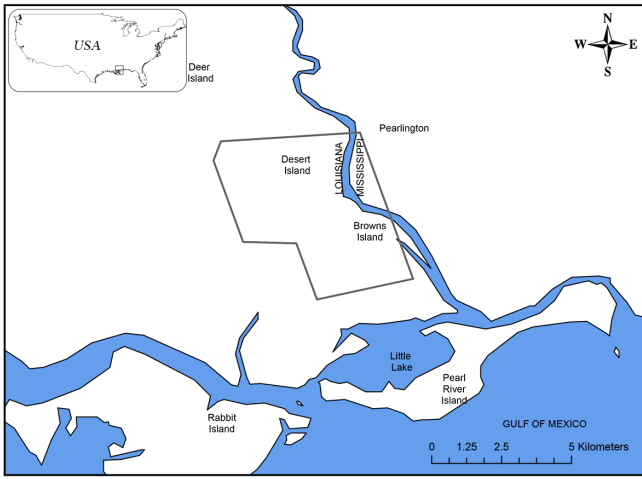 USA
N
W E
S
Deer
Island
Pearlington
Desert
Island
LOUISIANA
MISSISSIPPI
Browns
Island
Little
Lake
Pearl
River
Island
Rabbit
Island
GULF OF MEXICO
0 1.25 2.5 5 Kilometers